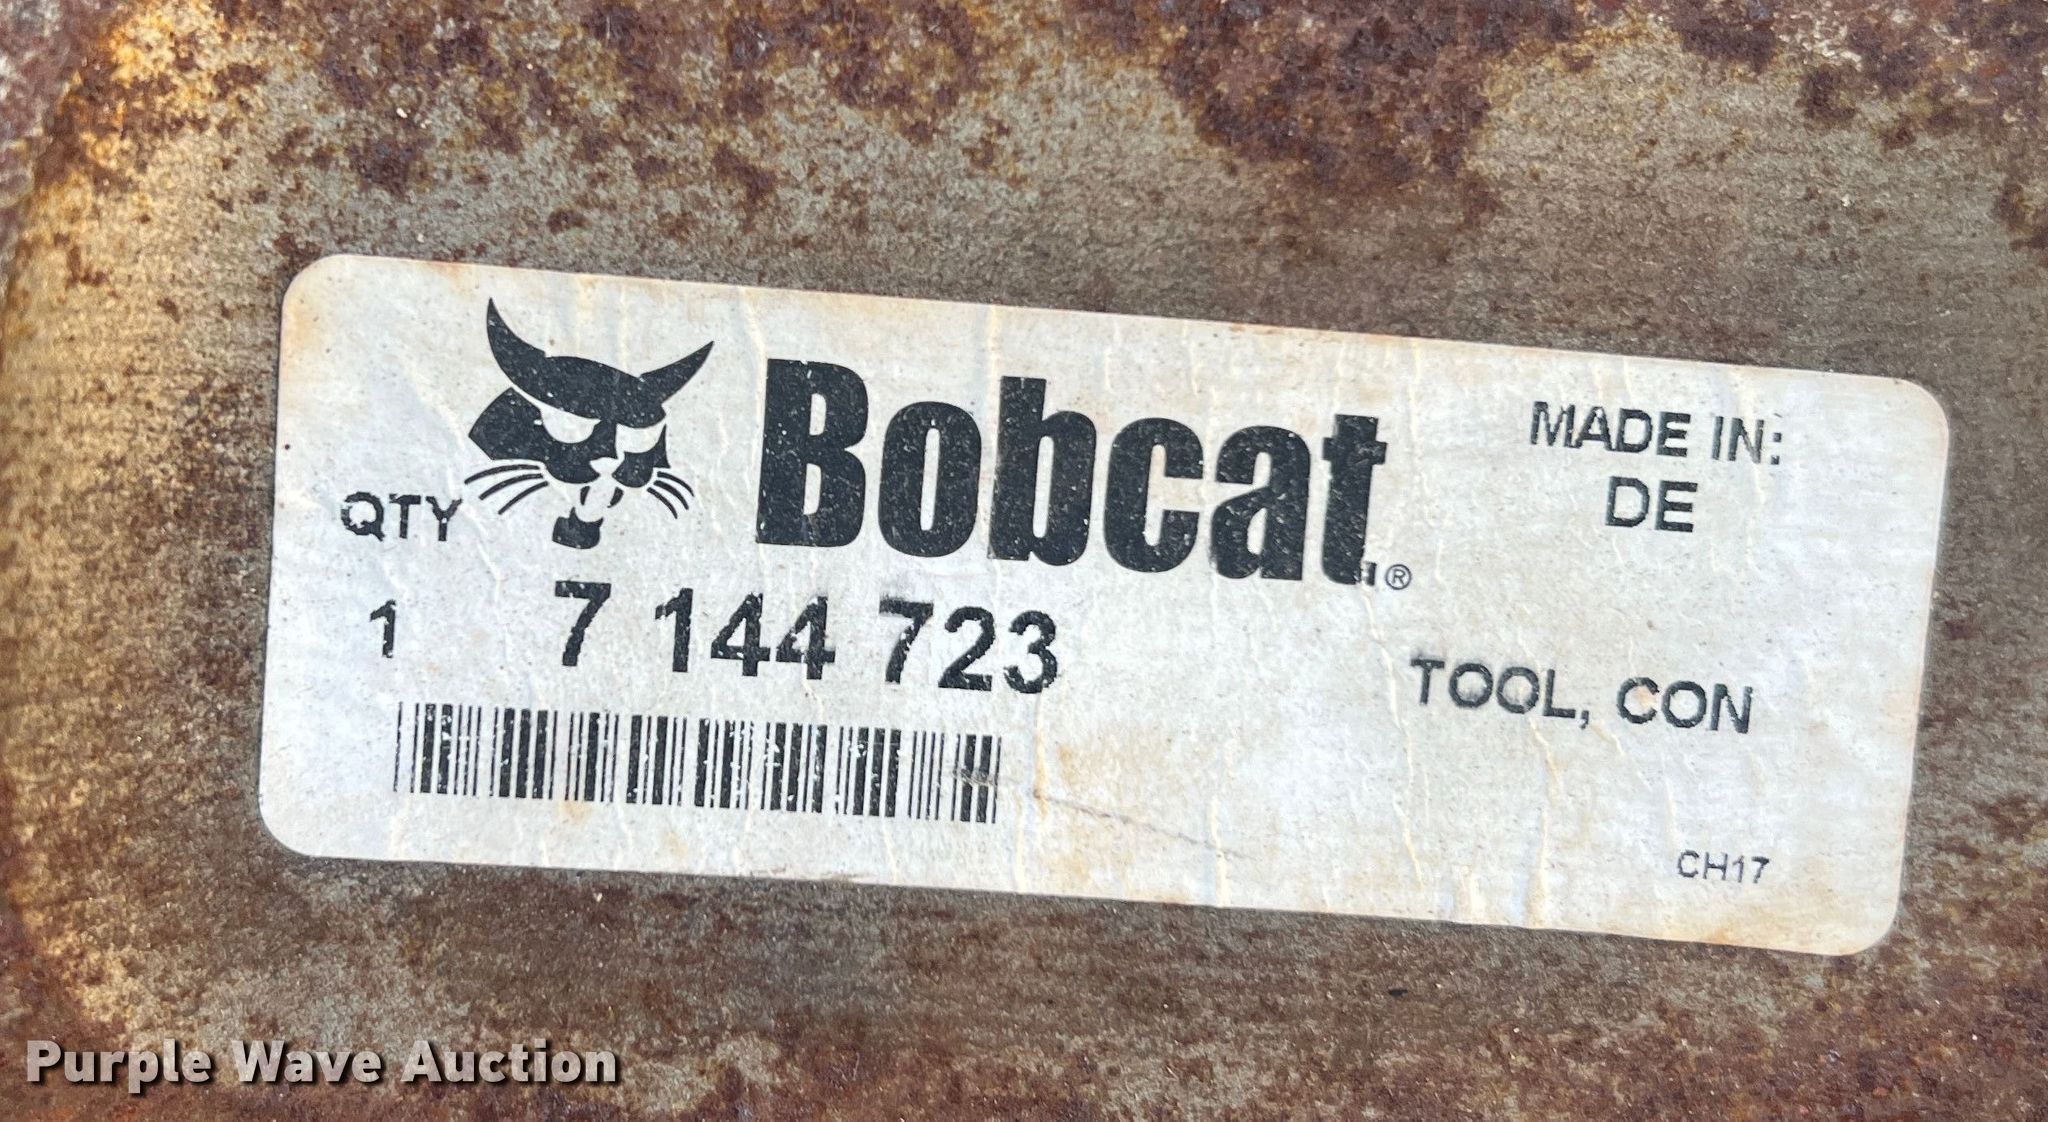 Bobcat®
MADE IN:
DE
QTY
1 7 144 723
TOOL, CON
CH17
Purple Wave Auction